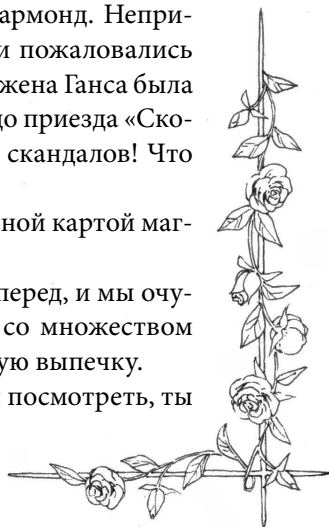 армонд. Непри-
и пожаловались
жена Ганса была
до приезда «Ско-
скандалов! Что
ной картой маг-
перед, и мы очу-
со множеством
ую выпечку.
посмотреть, ты